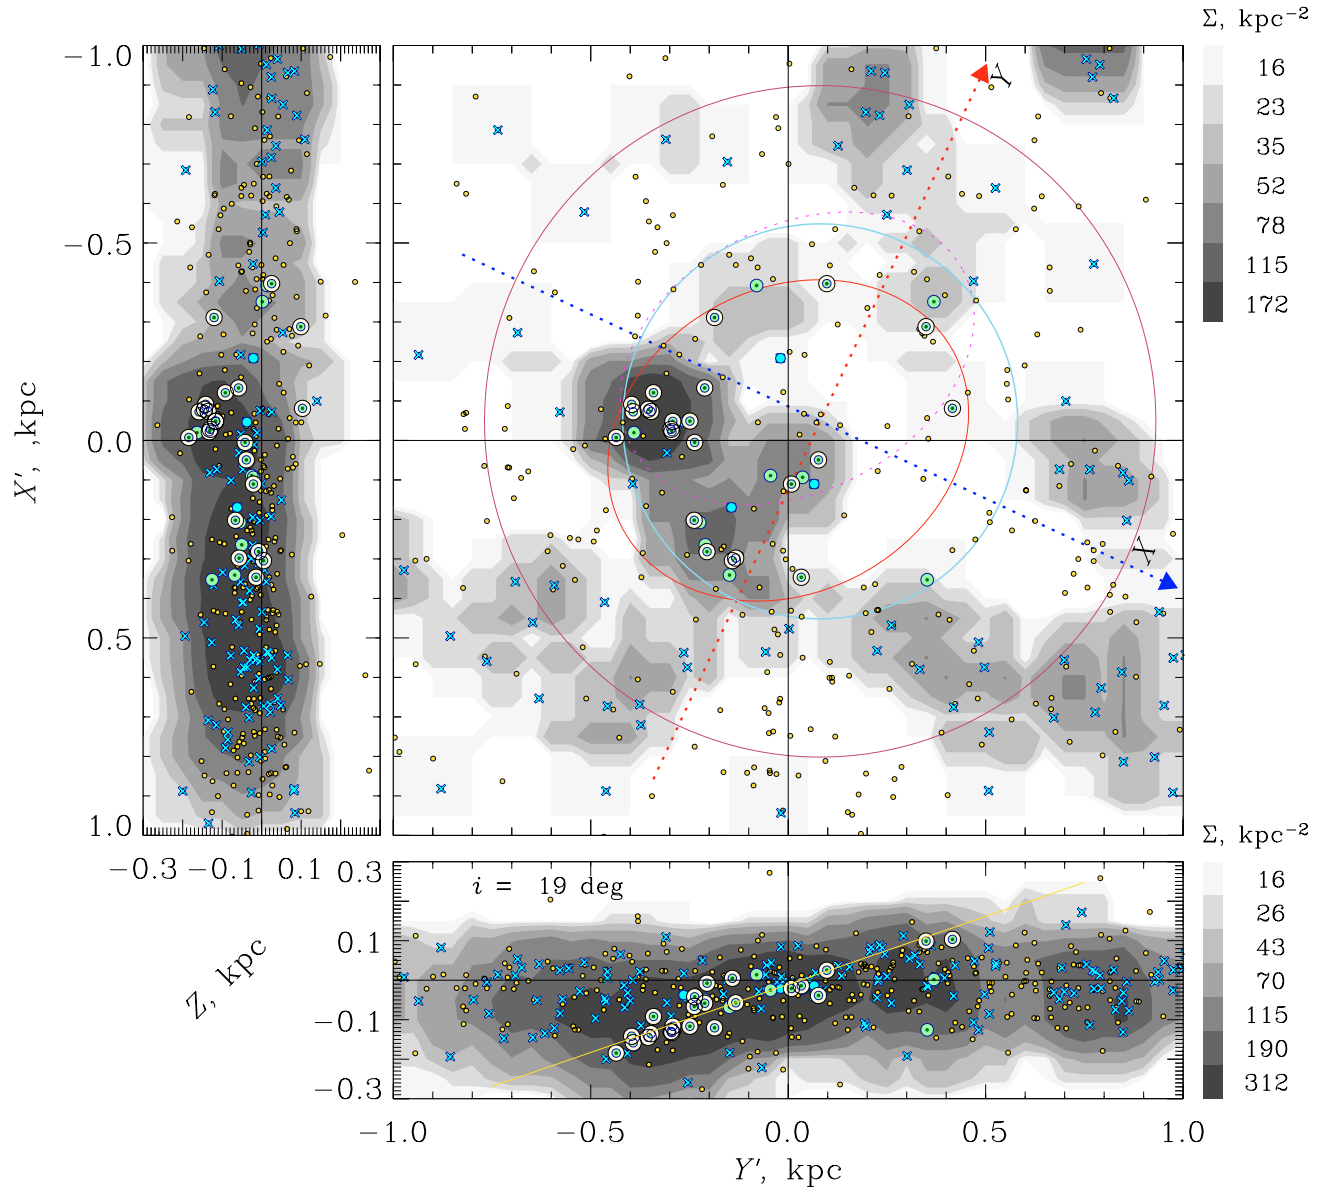 Σ, kpc⁻²
16
23
35
52
78
115
172
−1.0
−0.5
0.0
0.5
1.0
X′, ,kpc
Y
X
−0.3 −0.1 0.1
Z, kpc
0.3
0.1
−0.1
−0.3
i = 19 deg
Σ, kpc⁻²
16
26
43
70
115
190
312
−1.0 −0.5 0.0 0.5 1.0
Y′, kpc